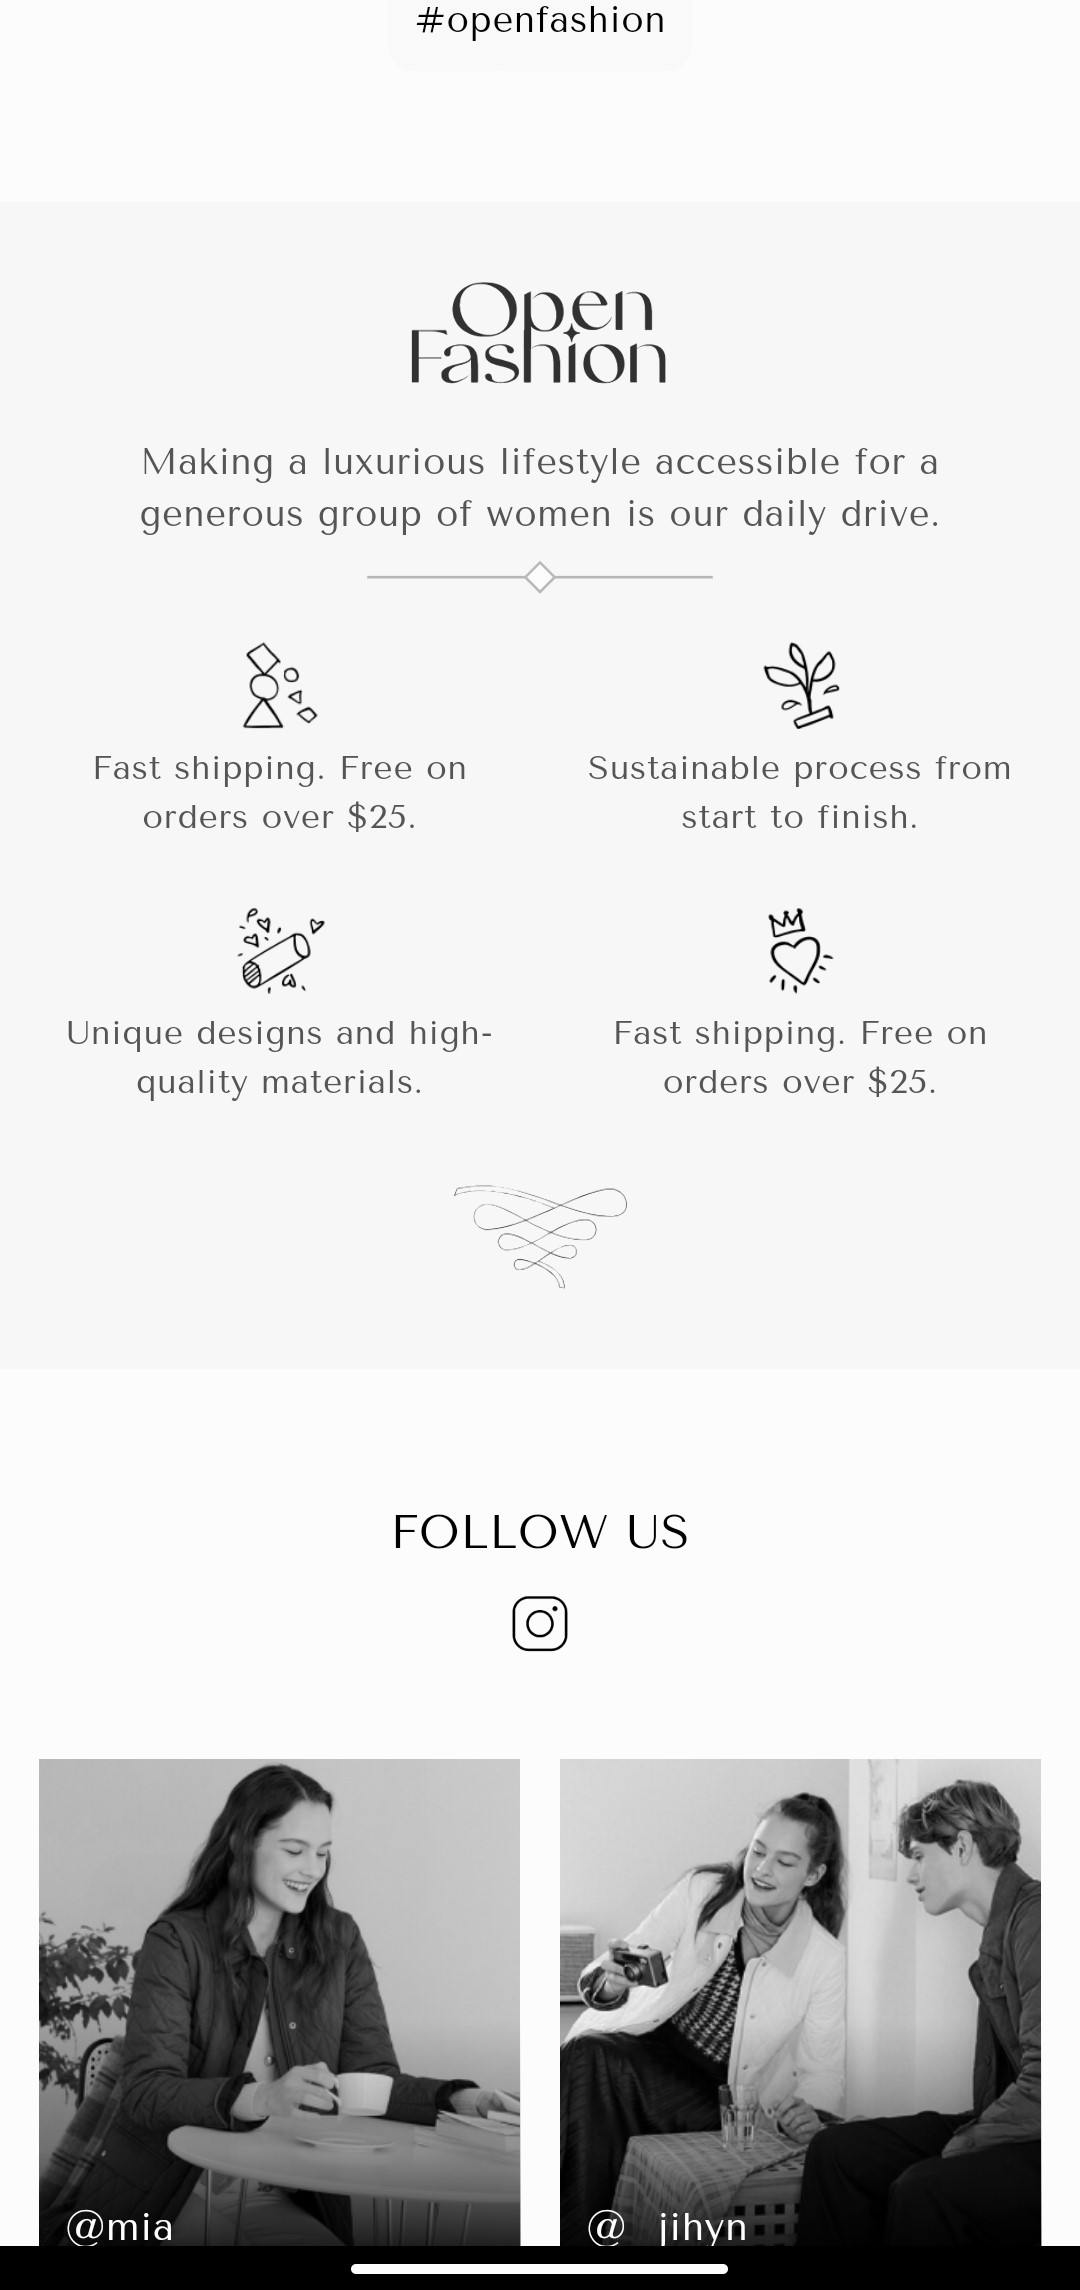 #openfashion
Open
Fashion
Making a luxurious lifestyle accessible for a
generous group of women is our daily drive.
Fast shipping. Free on
orders over $25.
Sustainable process from
start to finish.
Unique designs and high-
quality materials.
Fast shipping. Free on
orders over $25.
FOLLOW US
@mia
@ jihyn